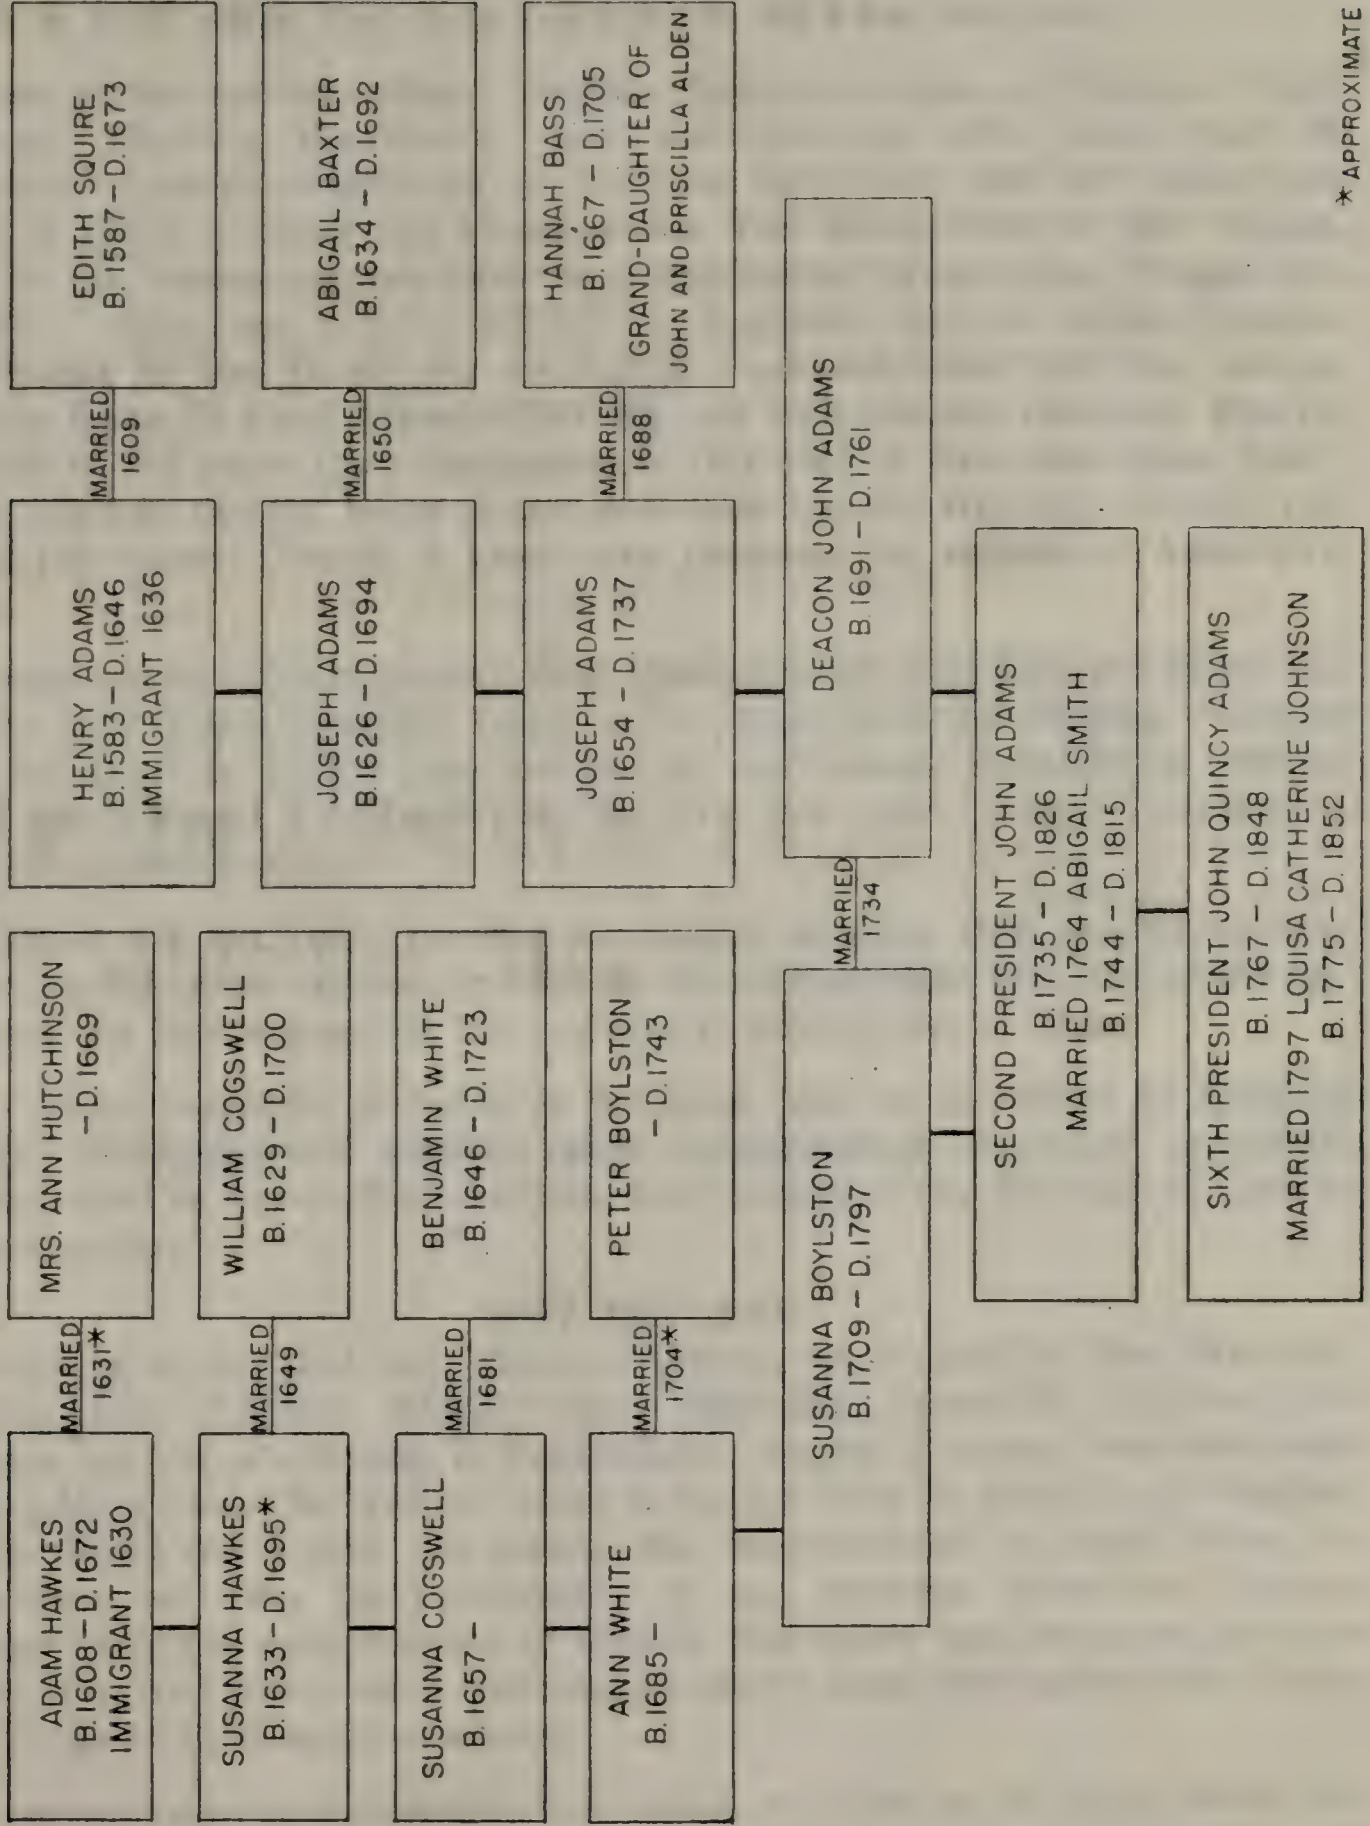 ADAM HAWKES
B. 1608 – D. 1672
IMMIGRANT 1630
MARRIED
1631*
MRS. ANN HUTCHINSON
– D. 1669
SUSANNA HAWKES
B. 1633 – D. 1695*
MARRIED
1649
WILLIAM COGSWELL
B. 1629 – D. 1700
SUSANNA COGSWELL
B. 1657 –
MARRIED
1681
BENJAMIN WHITE
B. 1646 – D. 1723
ANN WHITE
B. 1685 –
MARRIED
1704*
PETER BOYLSTON
– D. 1743
HENRY ADAMS
B. 1583 – D. 1646
IMMIGRANT 1636
MARRIED
1609
EDITH SQUIRE
B. 1587 – D. 1673
JOSEPH ADAMS
B. 1626 – D. 1694
MARRIED
1650
ABIGAIL BAXTER
B. 1634 – D. 1692
JOSEPH ADAMS
B. 1654 – D. 1737
MARRIED
1688
HANNAH BASS
B. 1667 – D. 1705
GRAND-DAUGHTER OF
JOHN AND PRISCILLA ALDEN
SUSANNA BOYLSTON
B. 1709 – D. 1797
MARRIED
1734
DEACON JOHN ADAMS
B. 1691 – D. 1761
SECOND PRESIDENT JOHN ADAMS
B. 1735 – D. 1826
MARRIED 1764 ABIGAIL SMITH
B. 1744 – D. 1815
SIXTH PRESIDENT JOHN QUINCY ADAMS
B. 1767 – D. 1848
MARRIED 1797 LOUISA CATHERINE JOHNSON
B. 1775 – D. 1852
* APPROXIMATE